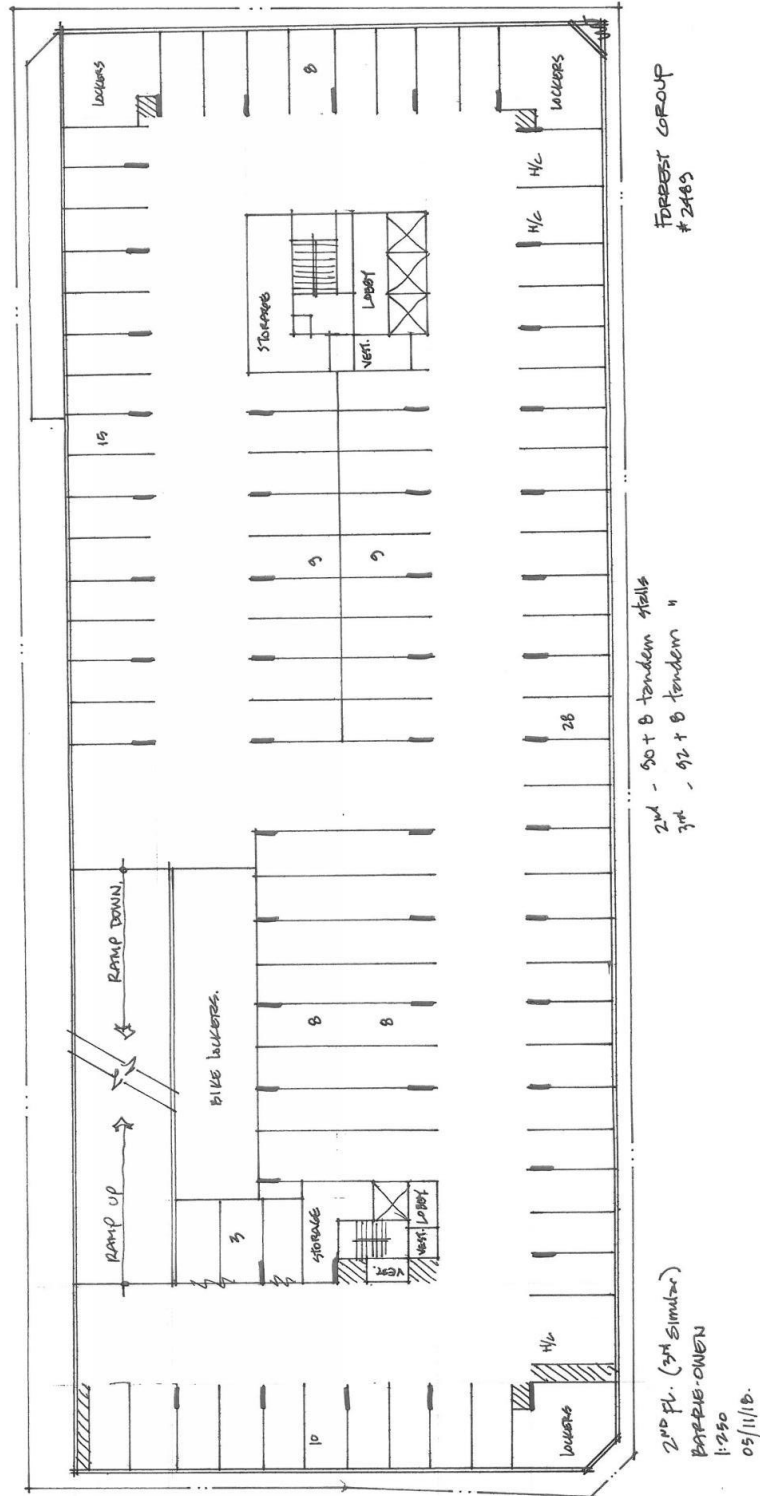 LOCKERS
8
LOCKERS
H/C
H/C
STORAGE
LOBBY
VEST.
15
9
9
28
RAMP DOWN.
RAMP UP
BIKE LOCKERS.
8
8
3
STORAGE
VEST.
VEST. LOBBY
H/C
10
LOCKERS
FORREST GROUP
#2489
2nd - 90 + 8 tandem stalls
3rd - 92 + 8 tandem "
2ND FL. (3rd similar)
BARRIE-OWEN
1:250
05/11/18.